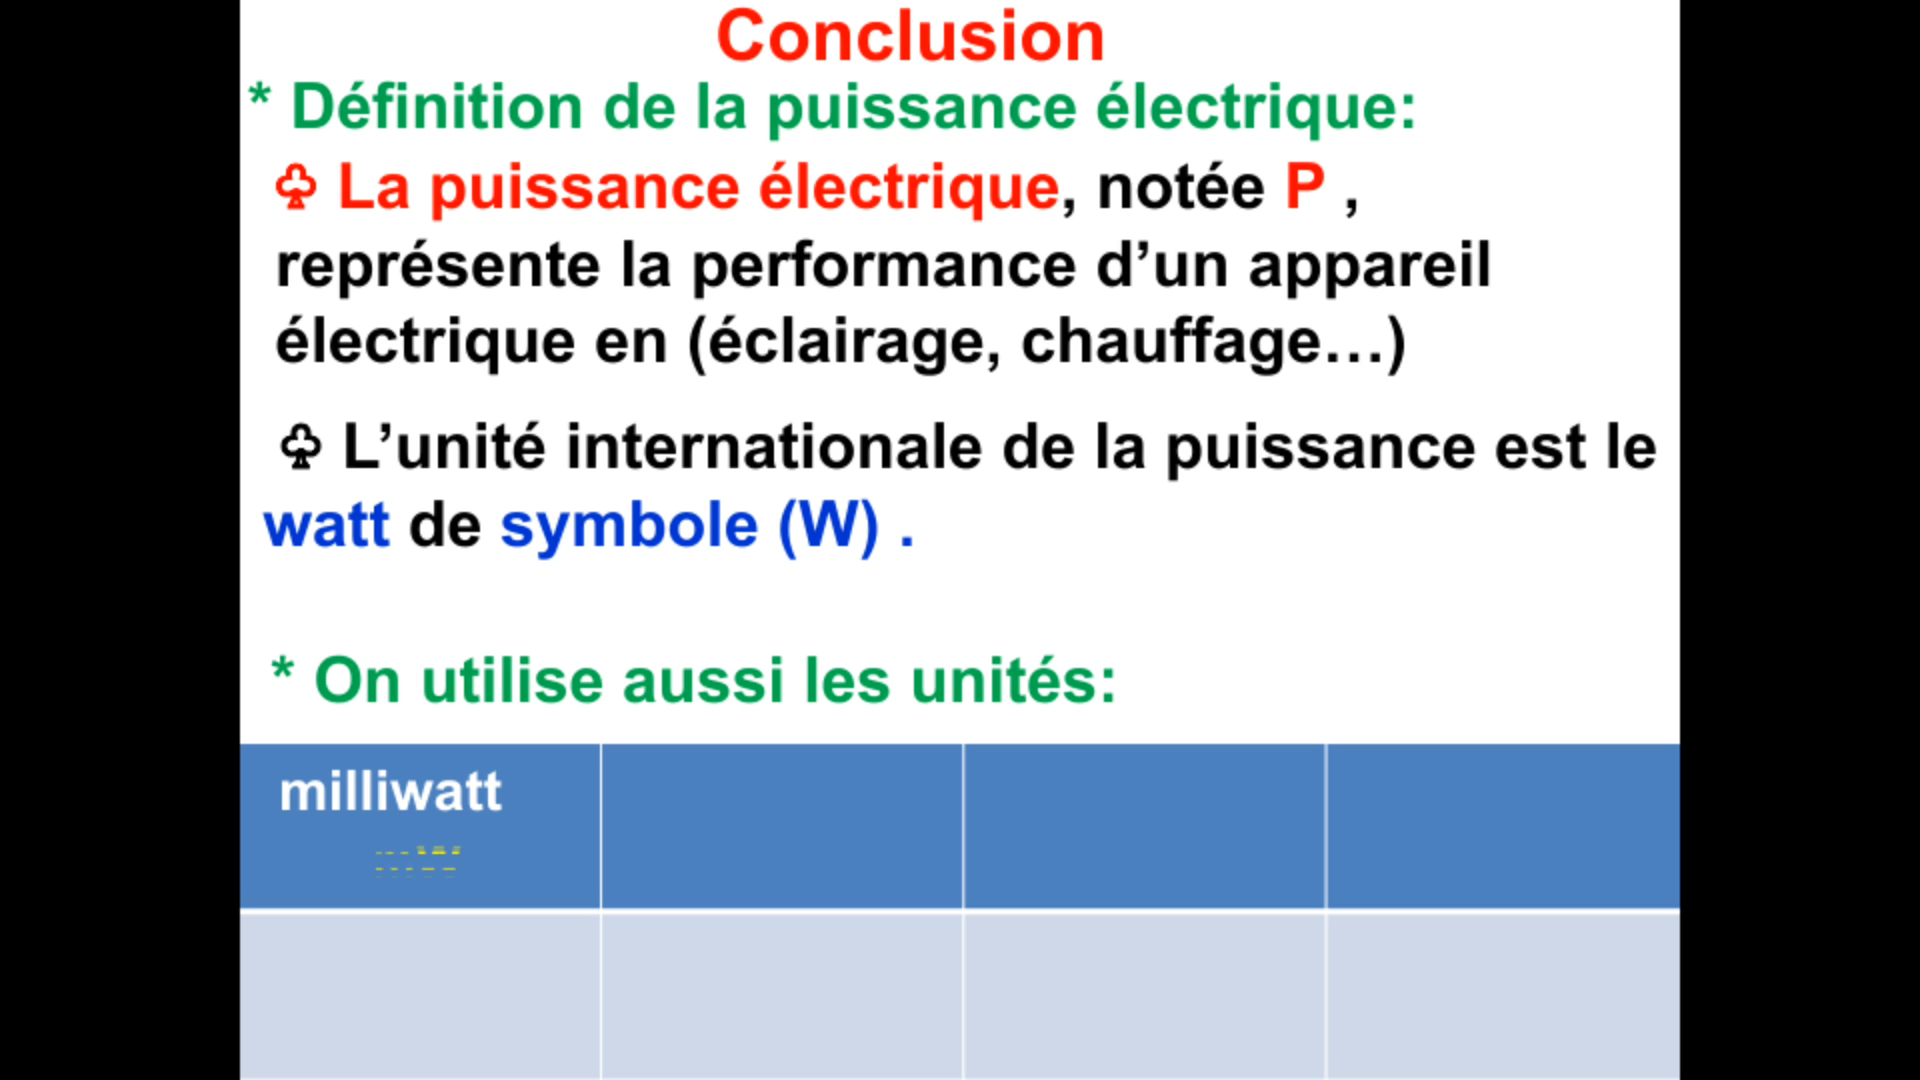 Conclusion
* Définition de la puissance électrique:
♧ La puissance électrique, notée P ,
représente la performance d’un appareil
électrique en (éclairage, chauffage…)
♧ L’unité internationale de la puissance est le
watt de symbole (W) .
* On utilise aussi les unités:
milliwatt